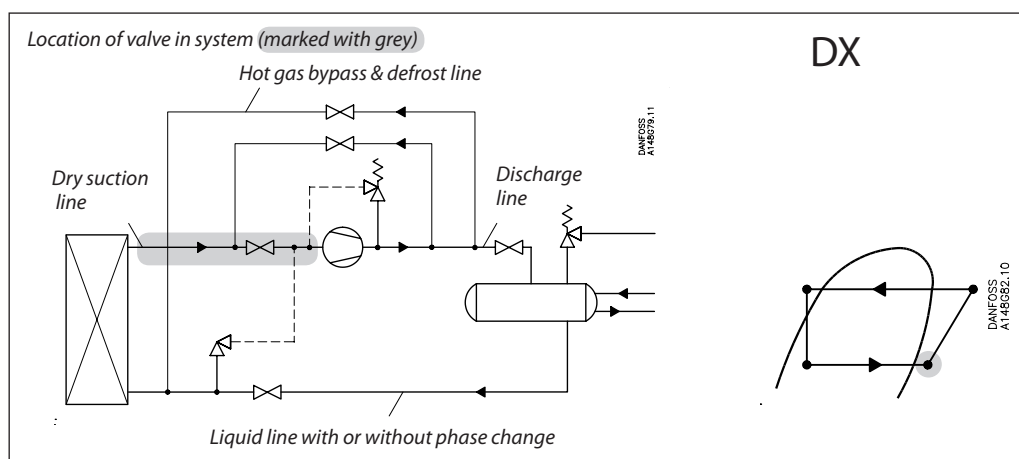 Location of valve in system (marked with grey)
DX
Hot gas bypass & defrost line
DANFOSS
A148G79.11
Dry suction
line
Discharge
line
DANFOSS
A148G82.10
Liquid line with or without phase change